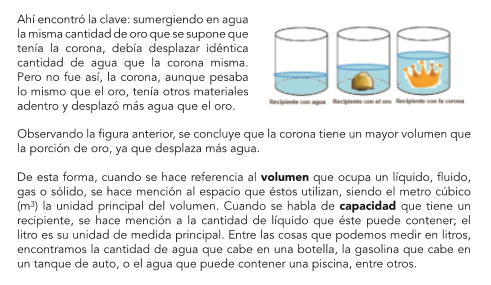 Ahí encontró la clave: sumergiendo en agua
la misma cantidad de oro que se supone que
tenía la corona, debía desplazar idéntica
cantidad de agua que la corona misma.
Pero no fue así, la corona, aunque pesaba
lo mismo que el oro, tenía otros materiales
adentro y desplazó más agua que el oro.
Recipiente con agua Recipiente con el oro Recipiente con la corona
Observando la figura anterior, se concluye que la corona tiene un mayor volumen que
la porción de oro, ya que desplaza más agua.
De esta forma, cuando se hace referencia al volumen que ocupa un líquido, fluido,
gas o sólido, se hace mención al espacio que éstos utilizan, siendo el metro cúbico
(m³) la unidad principal del volumen. Cuando se habla de capacidad que tiene un
recipiente, se hace mención a la cantidad de líquido que éste puede contener; el
litro es su unidad de medida principal. Entre las cosas que podemos medir en litros,
encontramos la cantidad de agua que cabe en una botella, la gasolina que cabe en
un tanque de auto, o el agua que puede contener una piscina, entre otros.